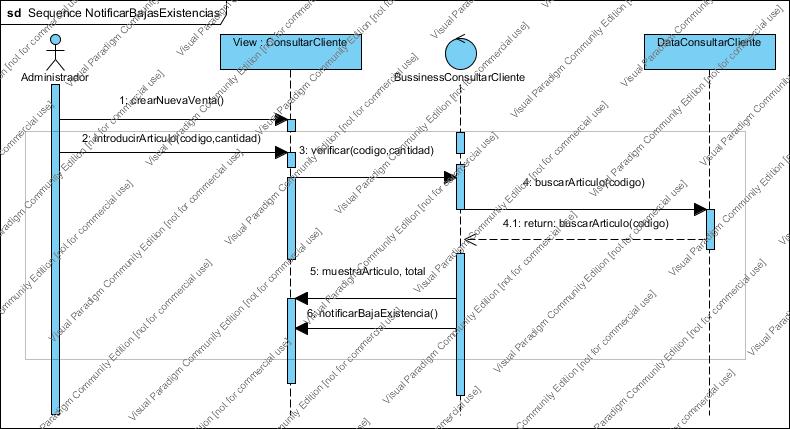 sd Sequence NotificarBajasExistencias
View : ConsultarCliente
DataConsultarCliente
Administrador
BussinessConsultarCliente
1: crearNuevaVenta()
2: introducirArticulo(codigo,cantidad)
3: verificar(codigo,cantidad)
4: buscarArticulo(codigo)
4.1: return: buscarArticulo(codigo)
5: muestraArticulo, total
6: notificarBajaExistencia()
Visual Paradigm Community Edition [not for commercial use]